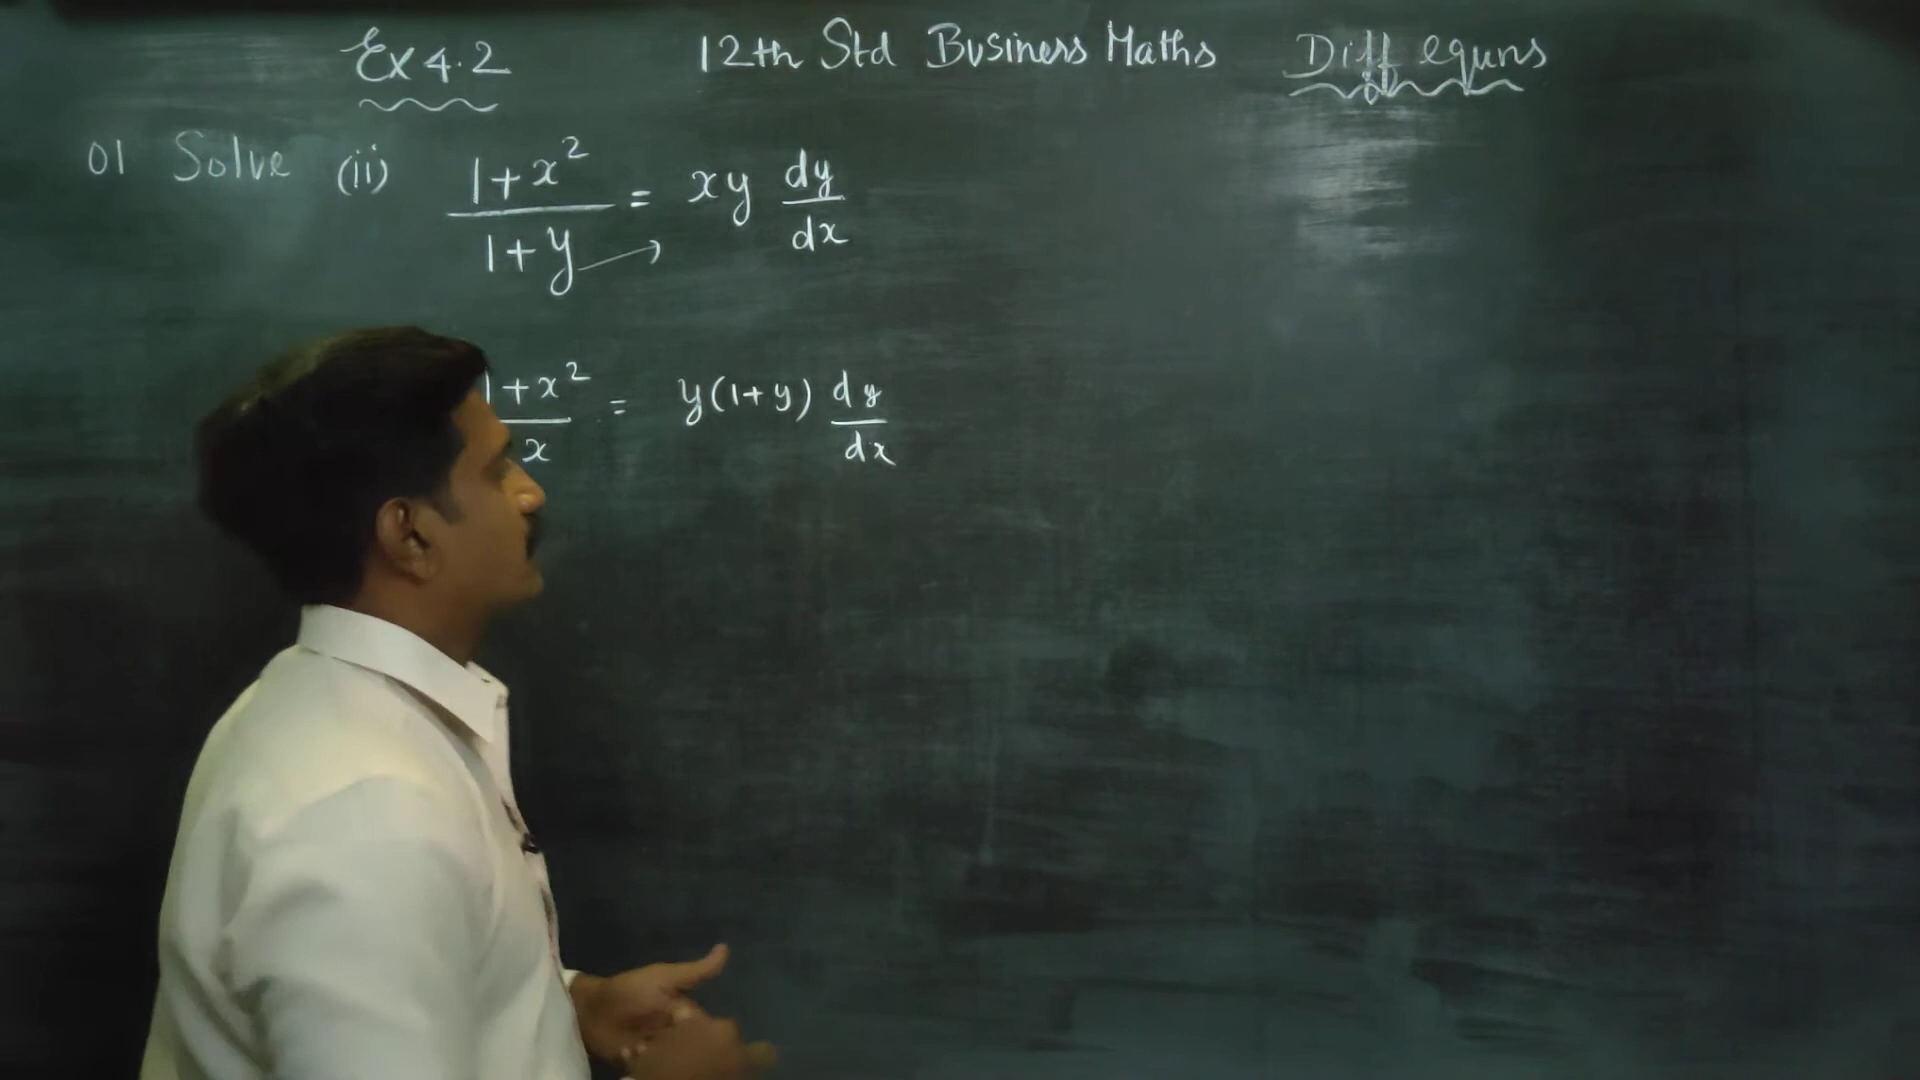 Ex 4.2 12th Std Business Maths Diff equns
01 Solve (ii) (1+x²)/(1+y) = xy dy/dx
(1+x²)/x = y(1+y) dy/dx